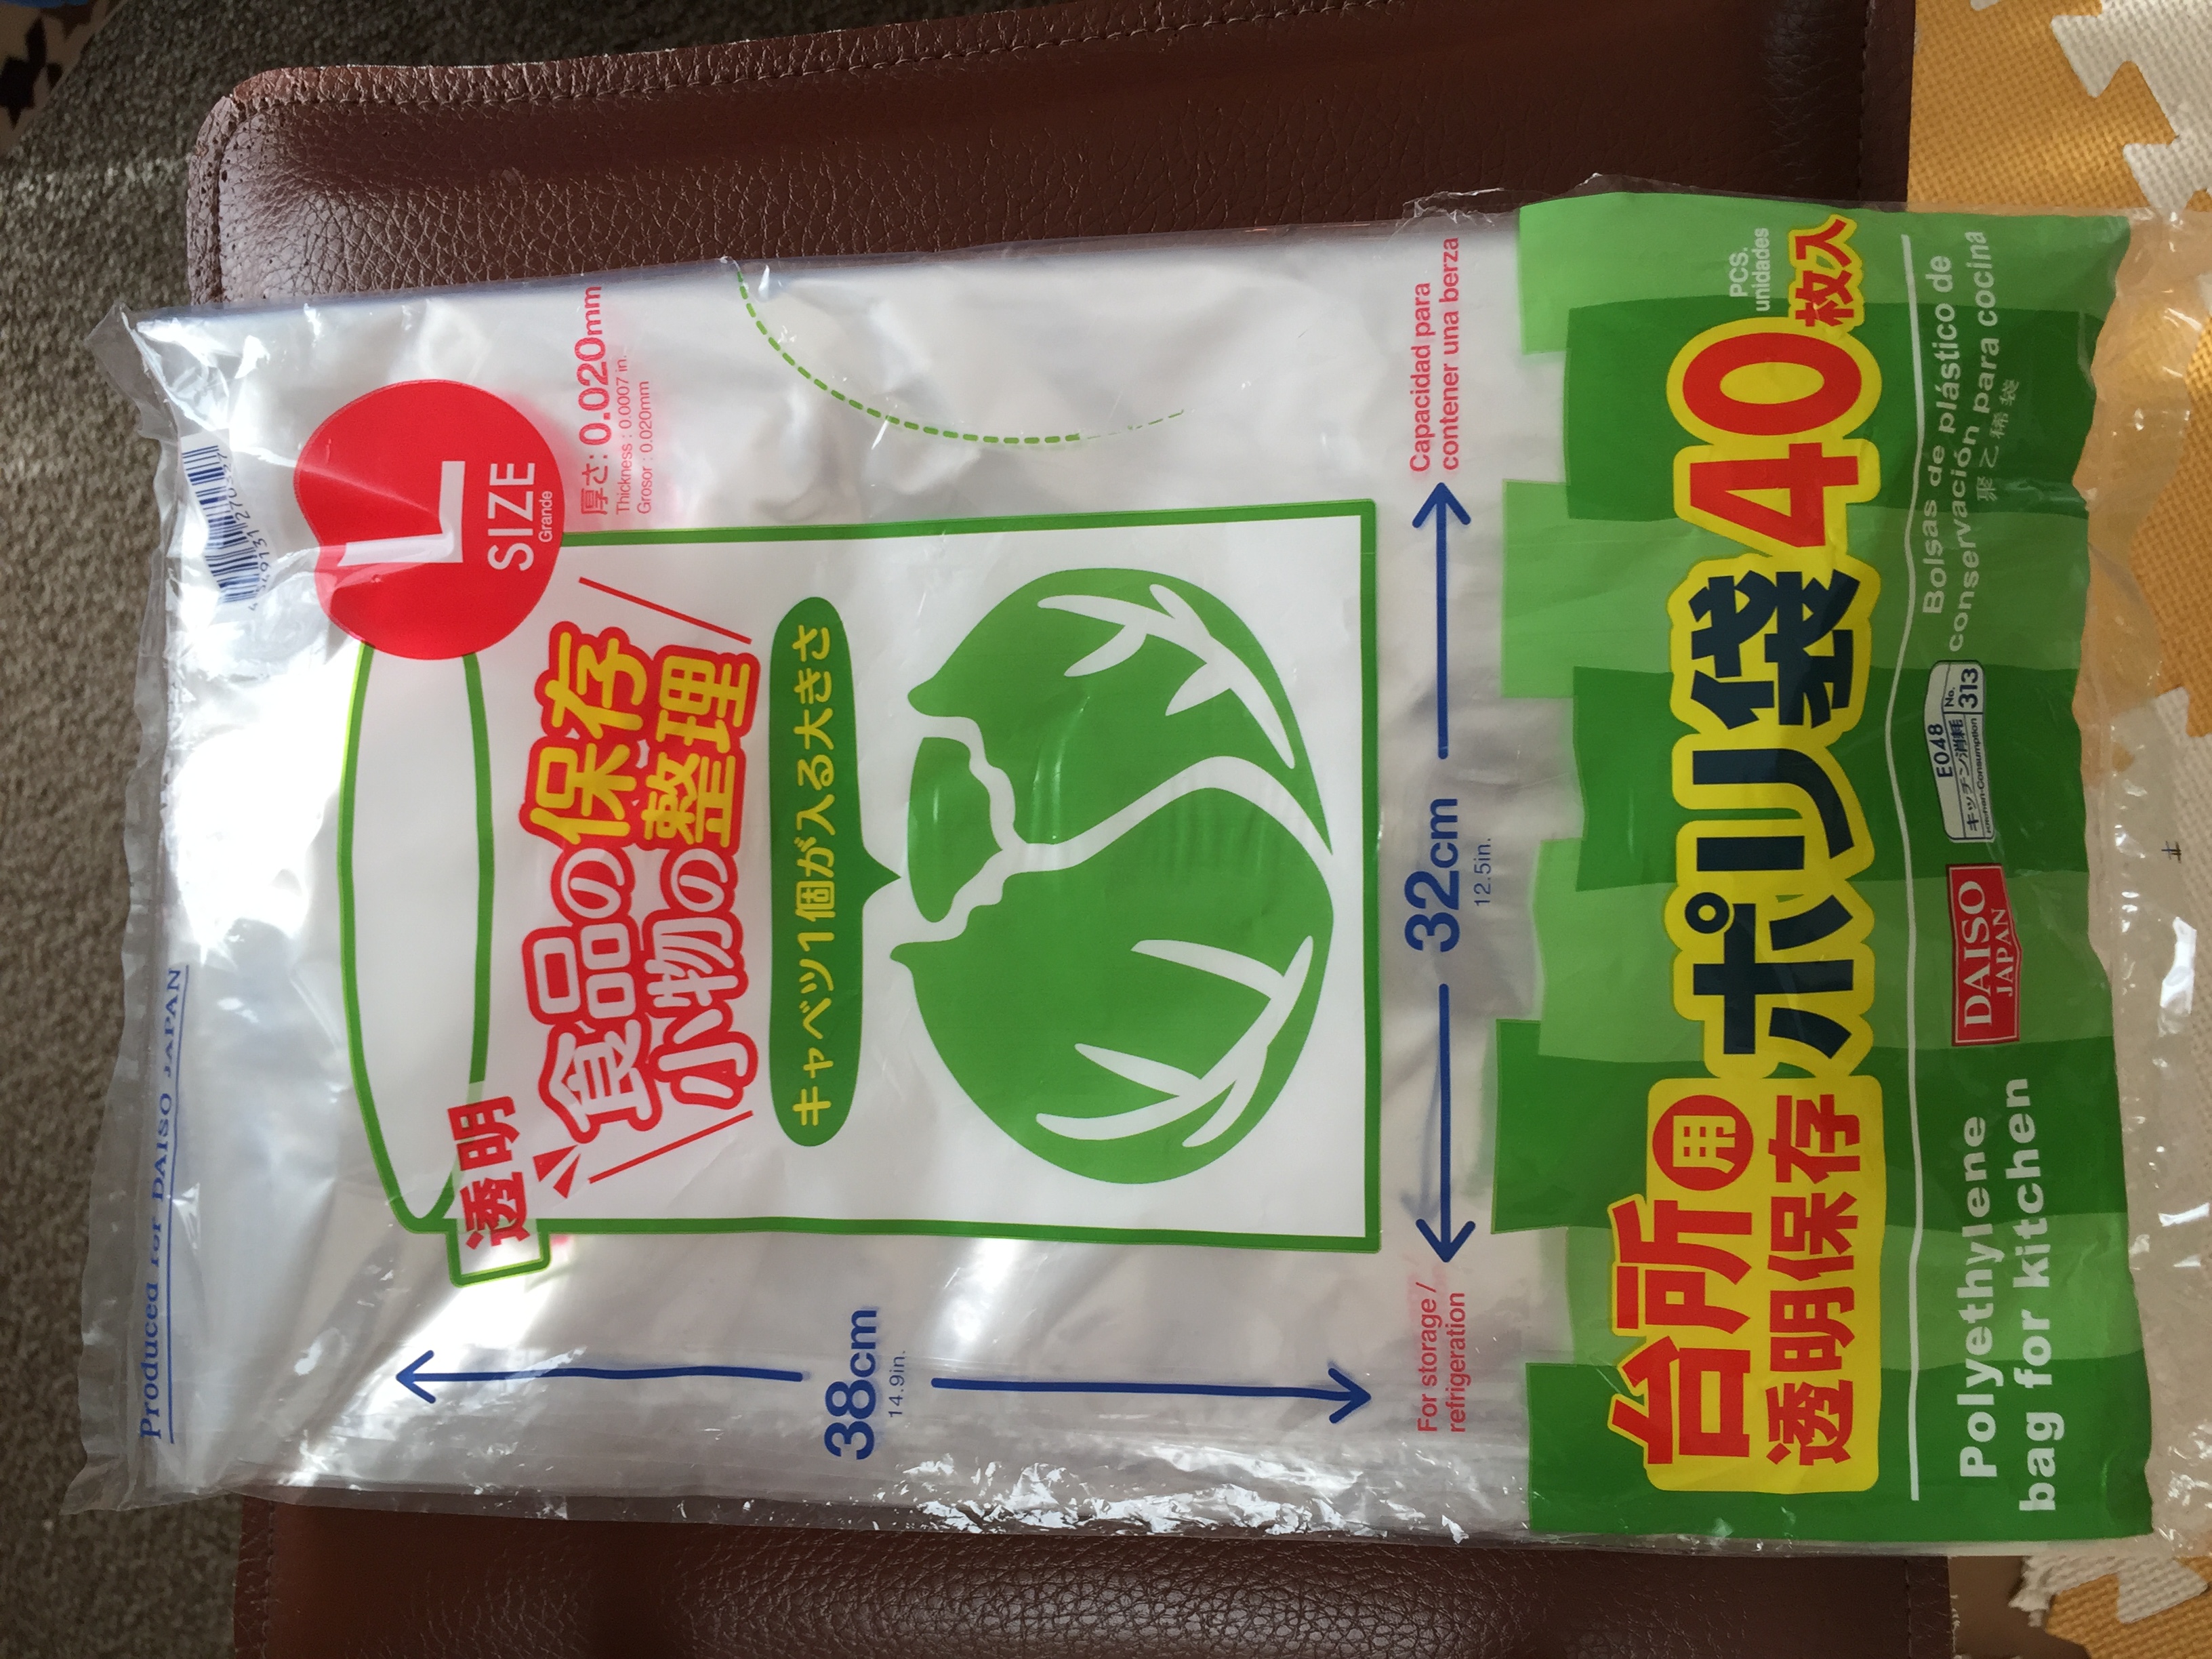 Produced for DAISO JAPAN
L
SIZE
Grande
厚さ: 0.020mm
Thickness : 0.0007 in.
Grosor : 0.020mm
透明
食品の保存
小物の整理
キャベツ1個が入る大きさ
38cm
14.9in.
For storage /
refrigeration
32cm
12.5in.
Capacidad para
contener una berza
台所用
透明保存
ポリ袋
40
枚入
PCS.
unidades
Polyethylene
bag for kitchen
DAISO
JAPAN
E048
キッチン消耗
Kitchen-Consumption
No.
313
Bolsas de plástico de
conservación para cocina